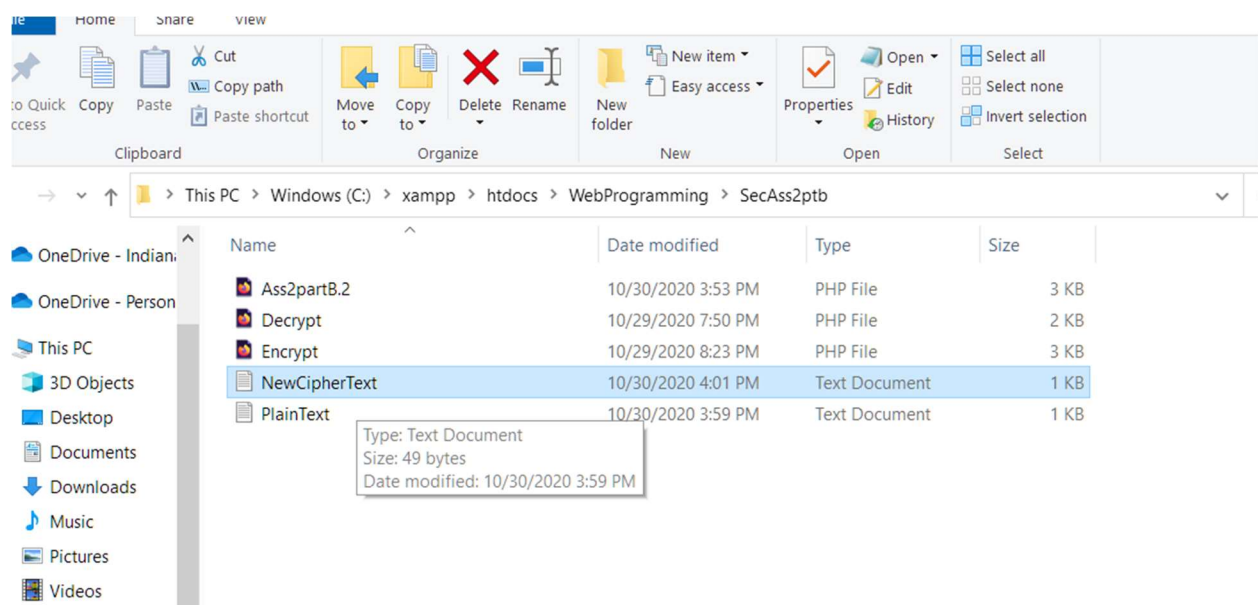 Home Share View
Cut
Copy path
Paste shortcut
to Quick Copy Paste
Clipboard
Move to
Copy to
Delete Rename
Organize
New folder
New item
Easy access
New
Properties
Open
Edit
History
Open
Select all
Select none
Invert selection
Select
This PC > Windows (C:) > xampp > htdocs > WebProgramming > SecAss2ptb
Name Date modified Type Size
Ass2partB.2 10/30/2020 3:53 PM PHP File 3 KB
Decrypt 10/29/2020 7:50 PM PHP File 2 KB
Encrypt 10/29/2020 8:23 PM PHP File 3 KB
NewCipherText 10/30/2020 4:01 PM Text Document 1 KB
PlainText 10/30/2020 3:59 PM Text Document 1 KB
Type: Text Document
Size: 49 bytes
Date modified: 10/30/2020 3:59 PM
OneDrive - Indian
OneDrive - Person
This PC
3D Objects
Desktop
Documents
Downloads
Music
Pictures
Videos